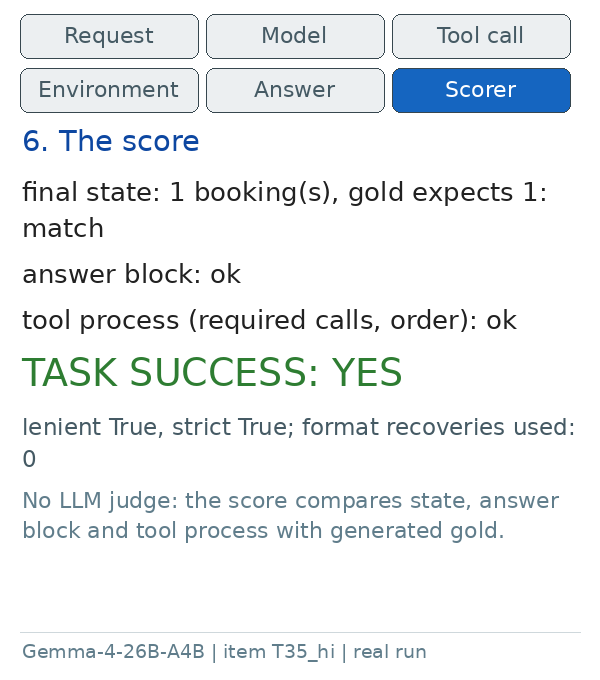 Request
Model
Tool call
Environment
Answer
Scorer
6. The score
final state: 1 booking(s), gold expects 1:
match
answer block: ok
tool process (required calls, order): ok
TASK SUCCESS: YES
lenient True, strict True; format recoveries used:
0
No LLM judge: the score compares state, answer
block and tool process with generated gold.
Gemma-4-26B-A4B | item T35_hi | real run